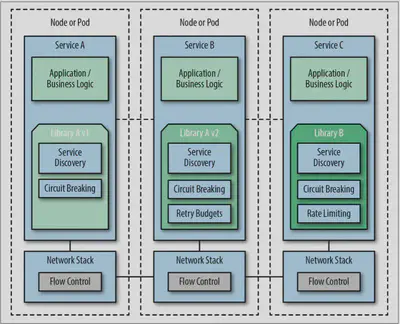 Node or Pod
Service A
Application /
Business Logic
Library A v1
Service
Discovery
Circuit Breaking
Network Stack
Flow Control
Node or Pod
Service B
Application /
Business Logic
Library A v2
Service
Discovery
Circuit Breaking
Retry Budgets
Network Stack
Flow Control
Node or Pod
Service C
Application /
Business Logic
Library B
Service
Discovery
Circuit Breaking
Rate Limiting
Network Stack
Flow Control